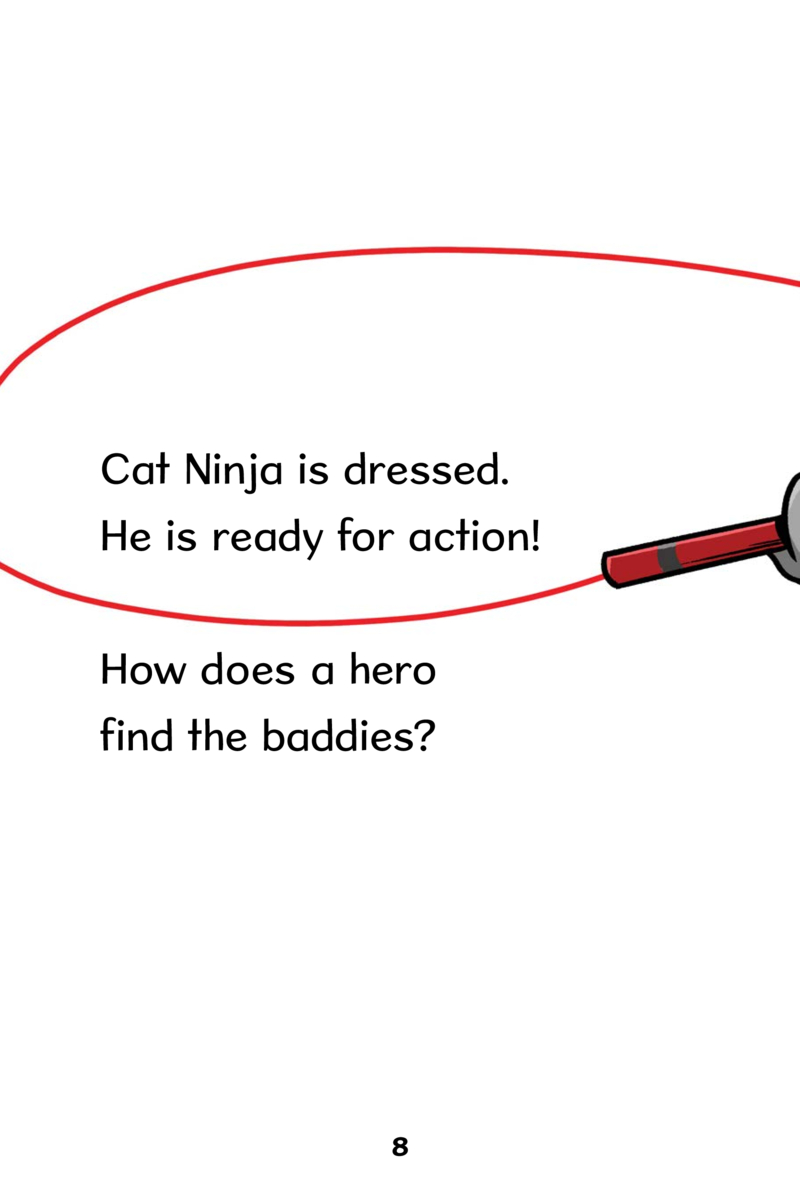 Cat Ninja is dressed.
He is ready for action!
How does a hero
find the baddies?
8